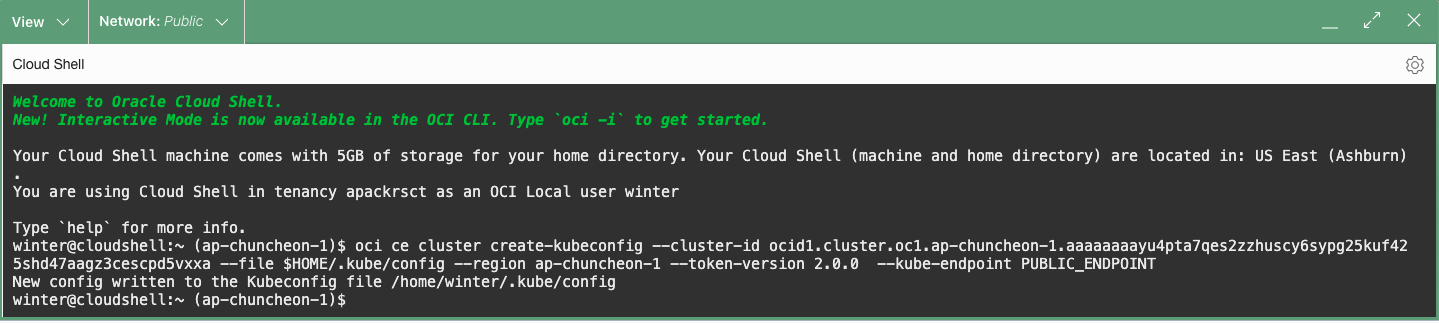 View Network: Public
Cloud Shell
Welcome to Oracle Cloud Shell.
New! Interactive Mode is now available in the OCI CLI. Type `oci -i` to get started.
Your Cloud Shell machine comes with 5GB of storage for your home directory. Your Cloud Shell (machine and home directory) are located in: US East (Ashburn)
.
You are using Cloud Shell in tenancy apackrsct as an OCI Local user winter
Type `help` for more info.
winter@cloudshell:~ (ap-chuncheon-1)$ oci ce cluster create-kubeconfig --cluster-id ocid1.cluster.oc1.ap-chuncheon-1.aaaaaaaayu4pta7qes2zzhuscy6sypg25kuf42
5shd47aagz3cescpd5vxxa --file $HOME/.kube/config --region ap-chuncheon-1 --token-version 2.0.0  --kube-endpoint PUBLIC_ENDPOINT
New config written to the Kubeconfig file /home/winter/.kube/config
winter@cloudshell:~ (ap-chuncheon-1)$